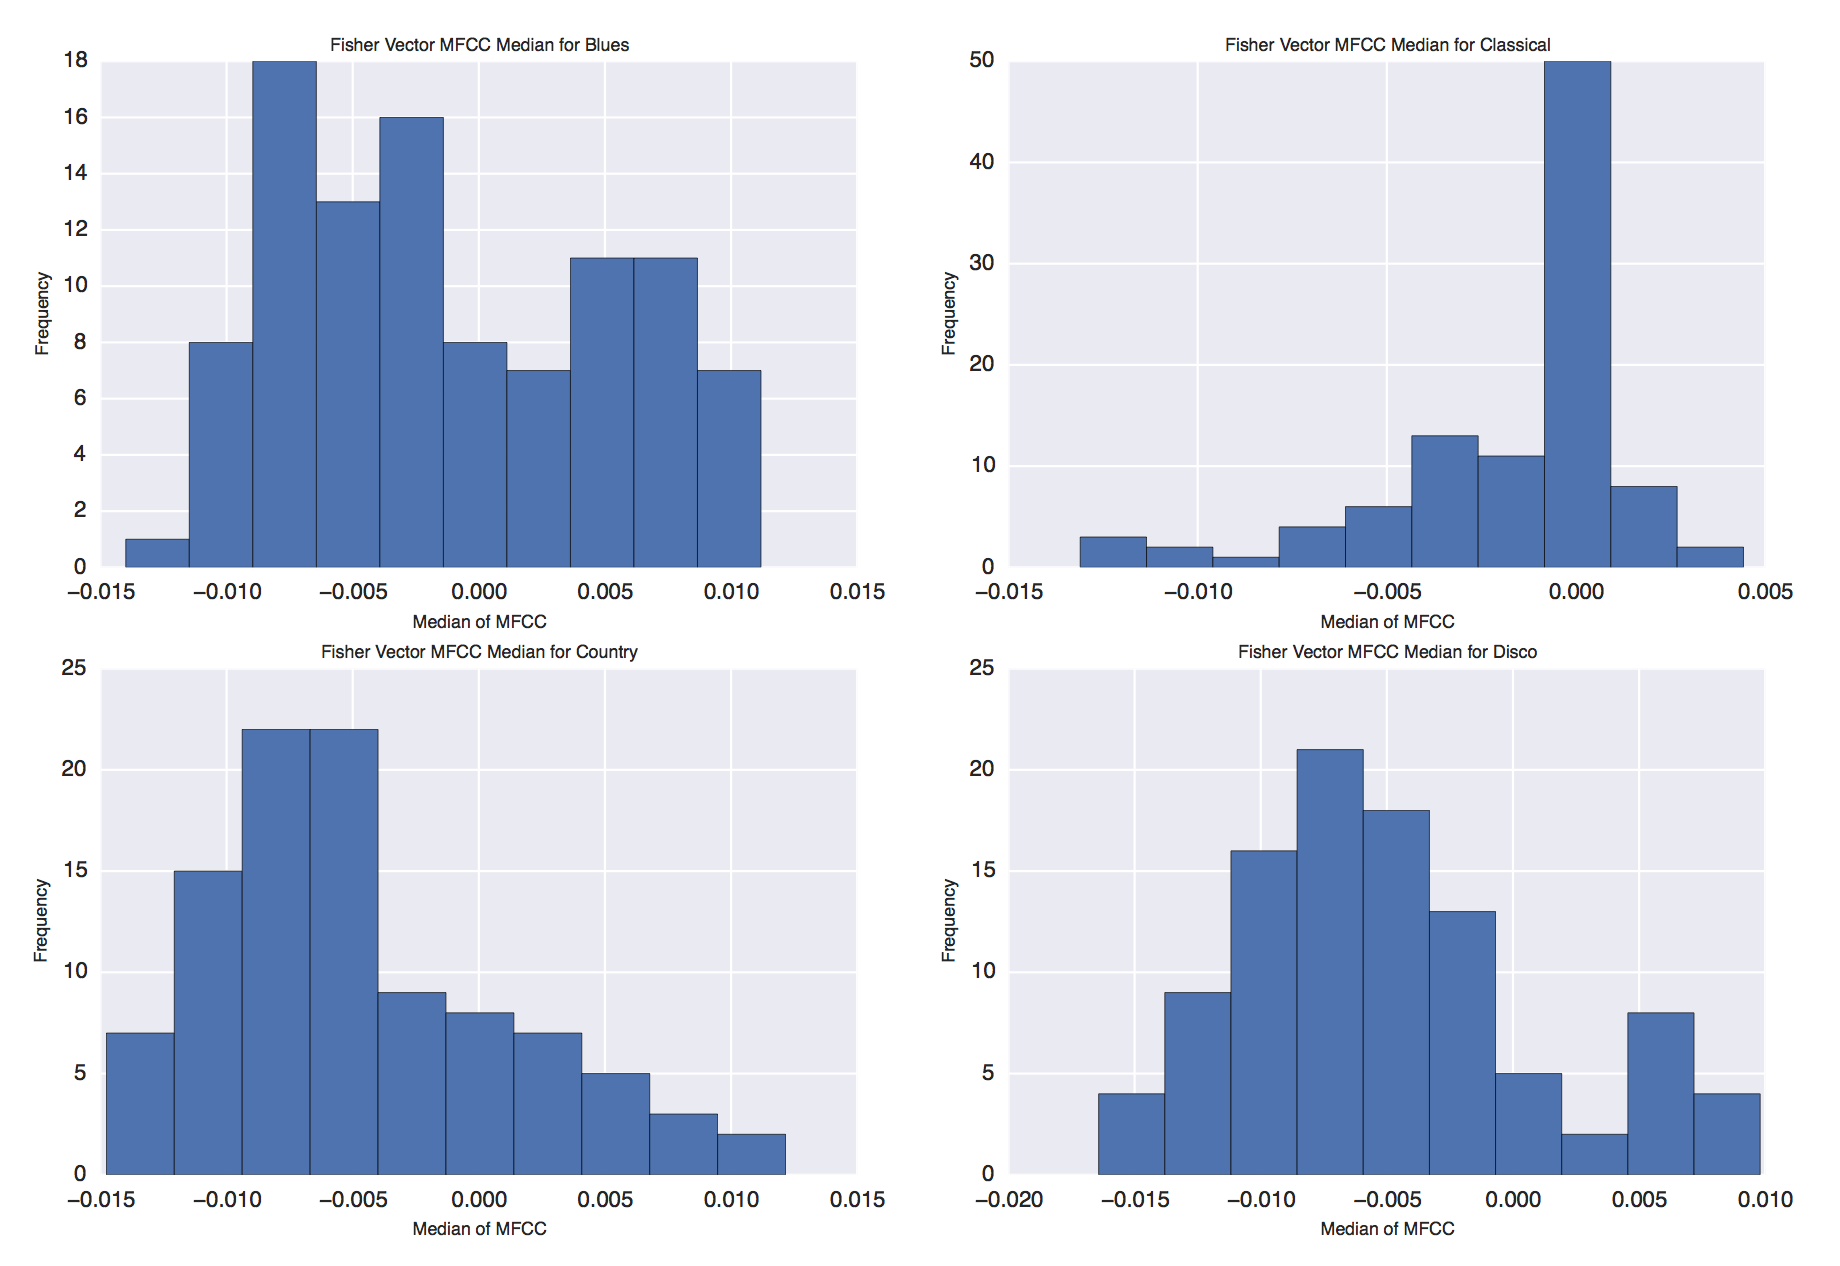 Fisher Vector MFCC Median for Blues
18
16
14
12
10
8
6
4
2
0
Frequency
−0.015 −0.010 −0.005 0.000 0.005 0.010 0.015
Median of MFCC
Fisher Vector MFCC Median for Classical
50
40
30
20
10
0
Frequency
−0.015 −0.010 −0.005 0.000 0.005
Median of MFCC
Fisher Vector MFCC Median for Country
25
20
15
10
5
0
Frequency
−0.015 −0.010 −0.005 0.000 0.005 0.010 0.015
Median of MFCC
Fisher Vector MFCC Median for Disco
25
20
15
10
5
0
Frequency
−0.020 −0.015 −0.010 −0.005 0.000 0.005 0.010
Median of MFCC